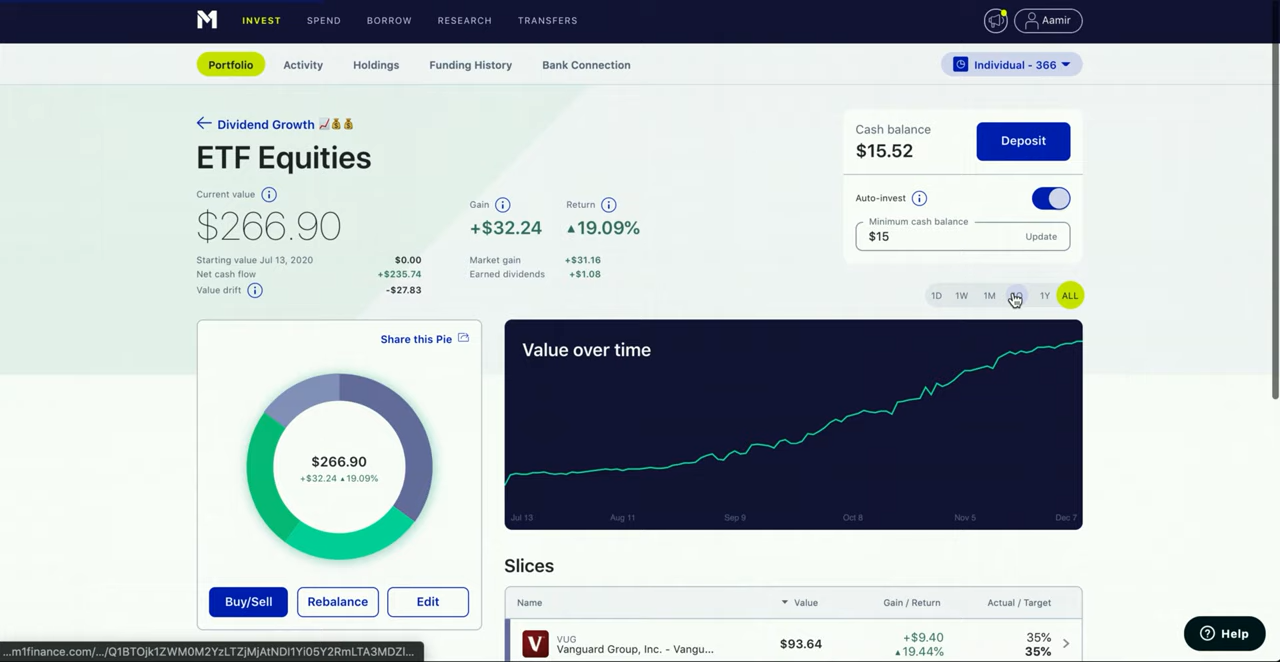 M INVEST SPEND BORROW RESEARCH TRANSFERS Aamir
Portfolio Activity Holdings Funding History Bank Connection Individual - 366
Dividend Growth 📈💰💰
ETF Equities
Cash balance
$15.52
Deposit
Current value
$266.90
Gain
+$32.24
Return
▲19.09%
Auto-invest
Minimum cash balance
$15 Update
Starting value Jul 13, 2020 $0.00
Net cash flow +$235.74
Value drift -$27.83
Market gain +$31.16
Earned dividends +$1.08
1D 1W 1M 1Y ALL
Share this Pie
$266.90
+$32.24 ▲19.09%
Buy/Sell Rebalance Edit
Value over time
Jul 13 Aug 11 Sep 9 Oct 8 Nov 5 Dec 7
Slices
Name Value Gain / Return Actual / Target
V
VUG
Vanguard Group, Inc. - Vangu...
$93.64
+$9.40
▲19.44%
35%
35%
Help
...m1finance.com/.../Q1BTOjk1ZWM0M2YzLTZjMjAtNDI1Yi05Y2RmLTA3MDZl...